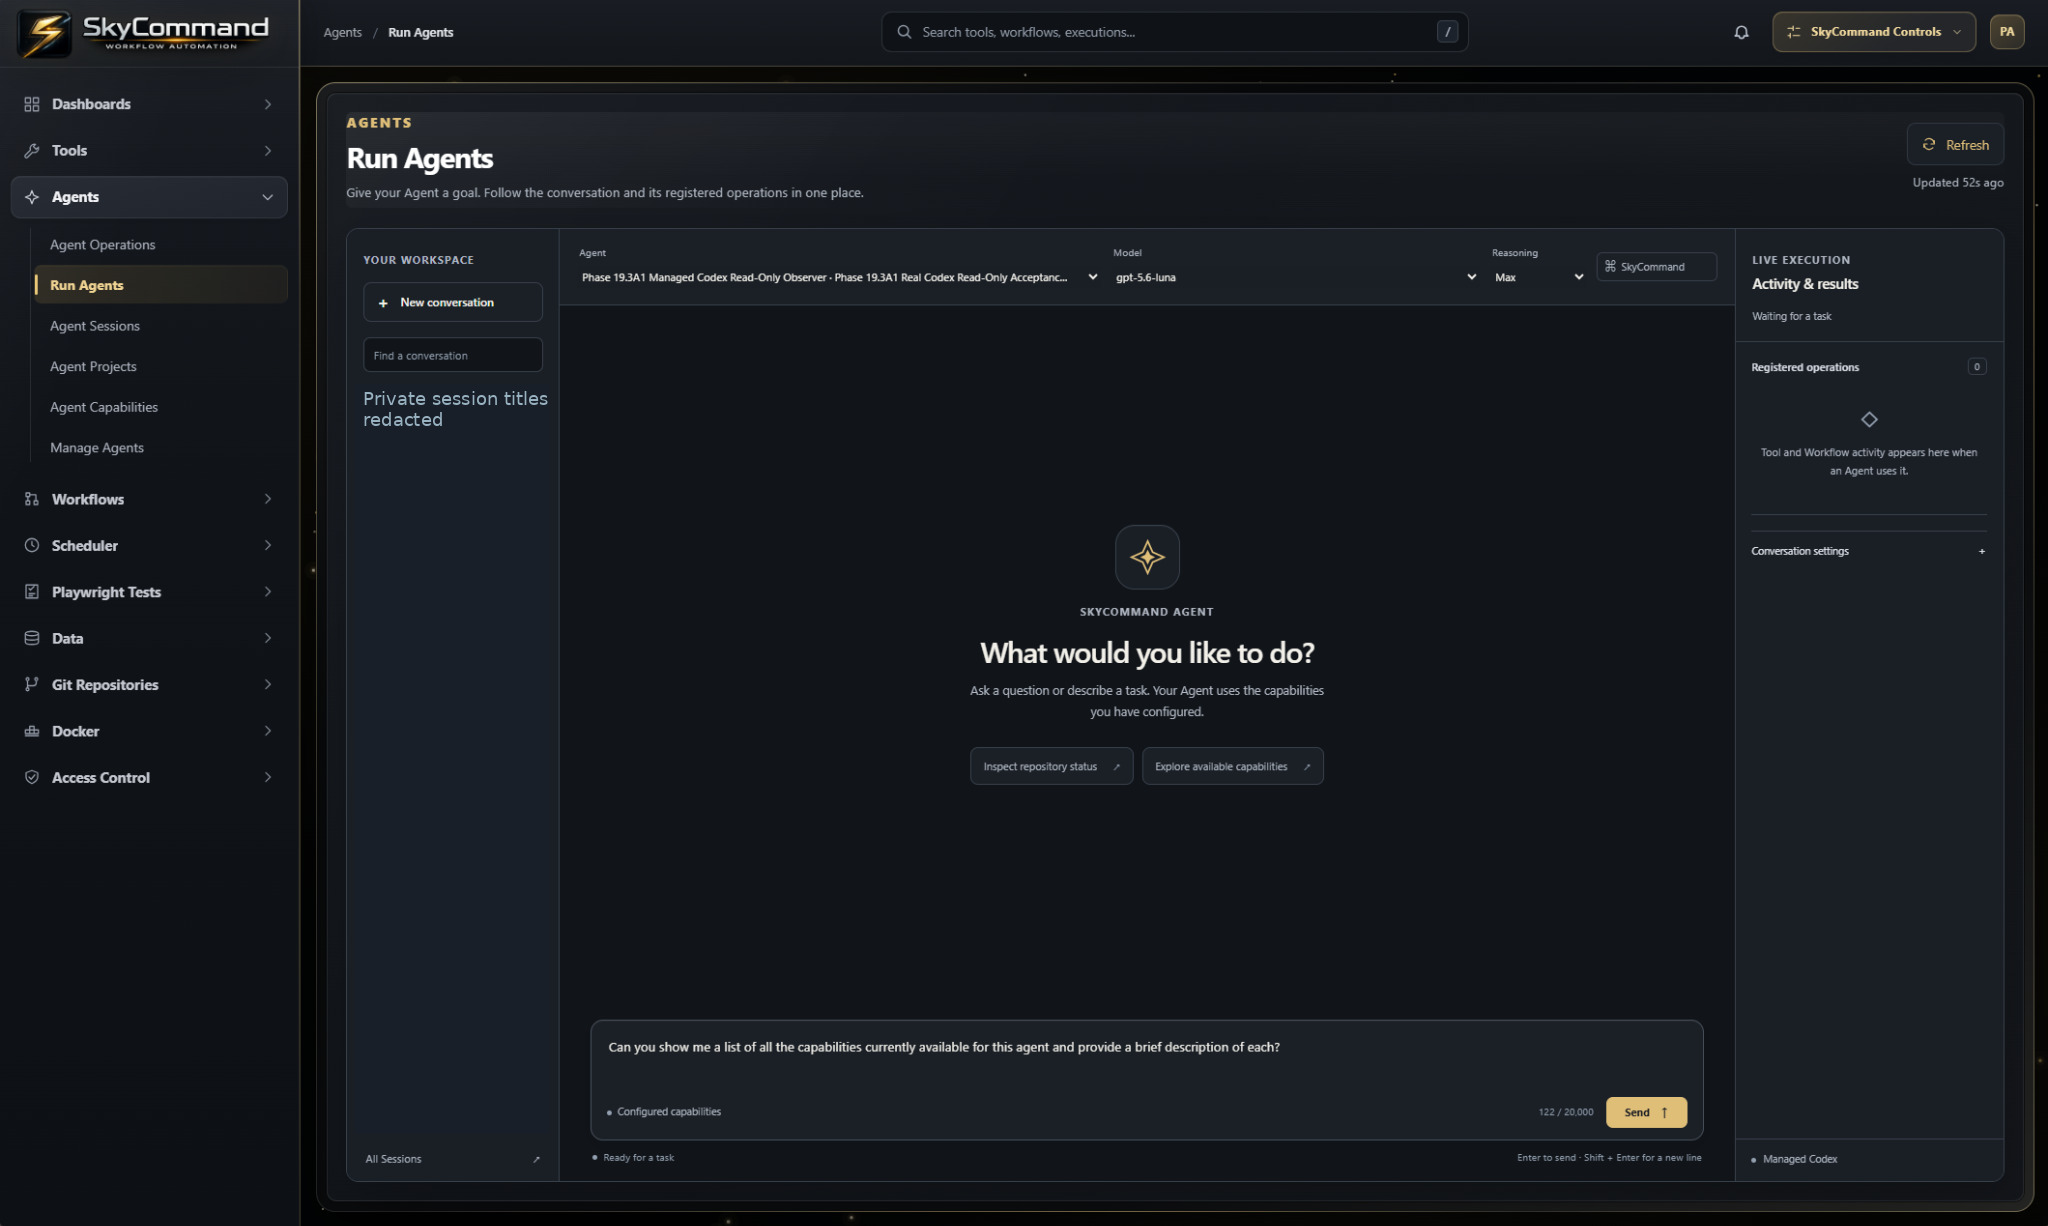 SkyCommand
WORKFLOW AUTOMATION
Dashboards
Tools
Agents
Agent Operations
Run Agents
Agent Sessions
Agent Projects
Agent Capabilities
Manage Agents
Workflows
Scheduler
Playwright Tests
Data
Git Repositories
Docker
Access Control
Agents / Run Agents
Search tools, workflows, executions...
/
SkyCommand Controls
PA
AGENTS
Run Agents
Give your Agent a goal. Follow the conversation and its registered operations in one place.
Refresh
Updated 52s ago
YOUR WORKSPACE
+ New conversation
Find a conversation
Private session titles
redacted
All Sessions ↗
Agent
Phase 19.3A1 Managed Codex Read-Only Observer · Phase 19.3A1 Real Codex Read-Only Acceptanc...
Model
gpt-5.6-luna
Reasoning
Max
⌘ SkyCommand
SKYCOMMAND AGENT
What would you like to do?
Ask a question or describe a task. Your Agent uses the capabilities
you have configured.
Inspect repository status ↗
Explore available capabilities ↗
Can you show me a list of all the capabilities currently available for this agent and provide a brief description of each?
Configured capabilities
122 / 20,000
Send ↑
Ready for a task
Enter to send · Shift + Enter for a new line
LIVE EXECUTION
Activity & results
Waiting for a task
Registered operations
0
Tool and Workflow activity appears here when
an Agent uses it.
Conversation settings +
Managed Codex